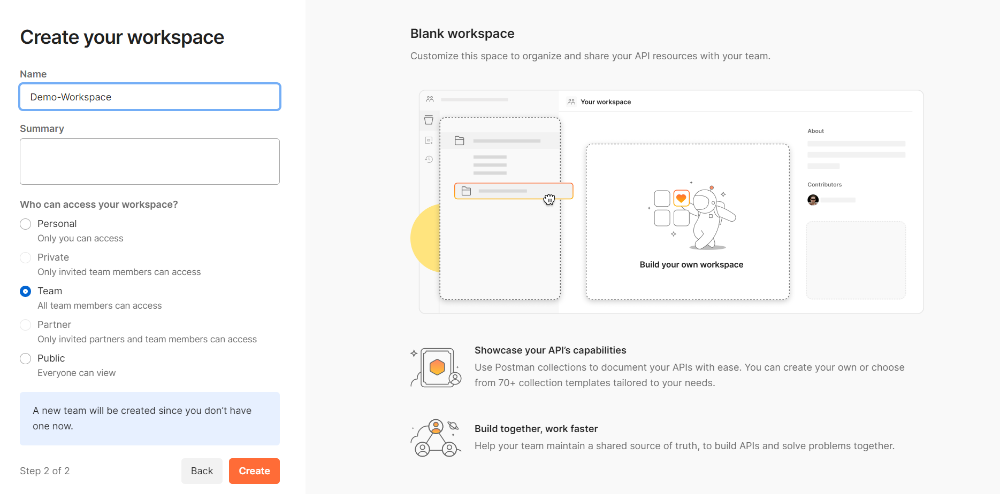 Create your workspace
Name
Demo-Workspace
Summary
Who can access your workspace?
Personal
Only you can access
Private
Only invited team members can access
Team
All team members can access
Partner
Only invited partners and team members can access
Public
Everyone can view
A new team will be created since you don’t have
one now.
Step 2 of 2
Back
Create
Blank workspace
Customize this space to organize and share your API resources with your team.
Your workspace
About
Contributors
Build your own workspace
Showcase your API’s capabilities
Use Postman collections to document your APIs with ease. You can create your own or choose
from 70+ collection templates tailored to your needs.
Build together, work faster
Help your team maintain a shared source of truth, to build APIs and solve problems together.